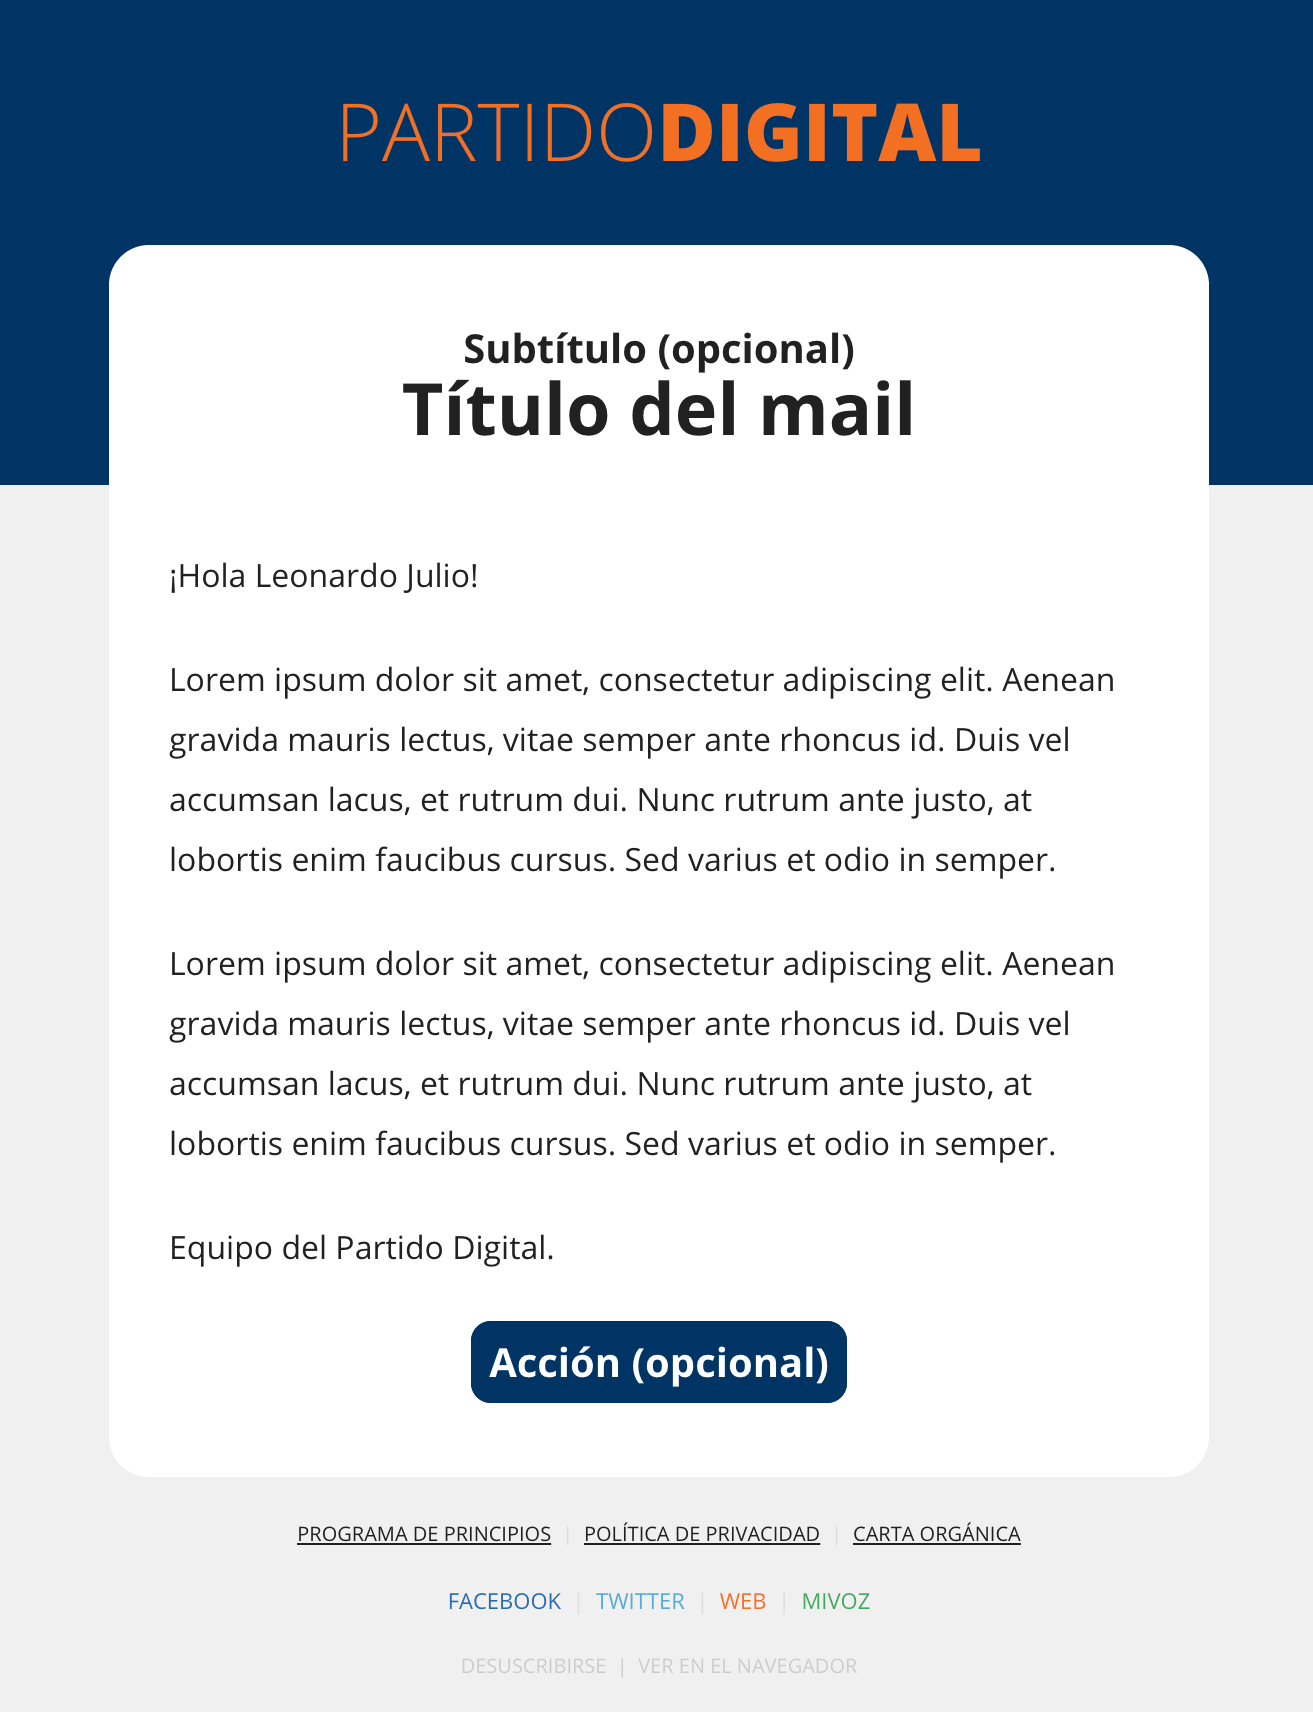 PARTIDODIGITAL
Subtítulo (opcional)
Título del mail
¡Hola Leonardo Julio!
Lorem ipsum dolor sit amet, consectetur adipiscing elit. Aenean
gravida mauris lectus, vitae semper ante rhoncus id. Duis vel
accumsan lacus, et rutrum dui. Nunc rutrum ante justo, at
lobortis enim faucibus cursus. Sed varius et odio in semper.
Lorem ipsum dolor sit amet, consectetur adipiscing elit. Aenean
gravida mauris lectus, vitae semper ante rhoncus id. Duis vel
accumsan lacus, et rutrum dui. Nunc rutrum ante justo, at
lobortis enim faucibus cursus. Sed varius et odio in semper.
Equipo del Partido Digital.
Acción (opcional)
PROGRAMA DE PRINCIPIOS | POLÍTICA DE PRIVACIDAD | CARTA ORGÁNICA
FACEBOOK | TWITTER | WEB | MIVOZ
DESUSCRIBIRSE | VER EN EL NAVEGADOR